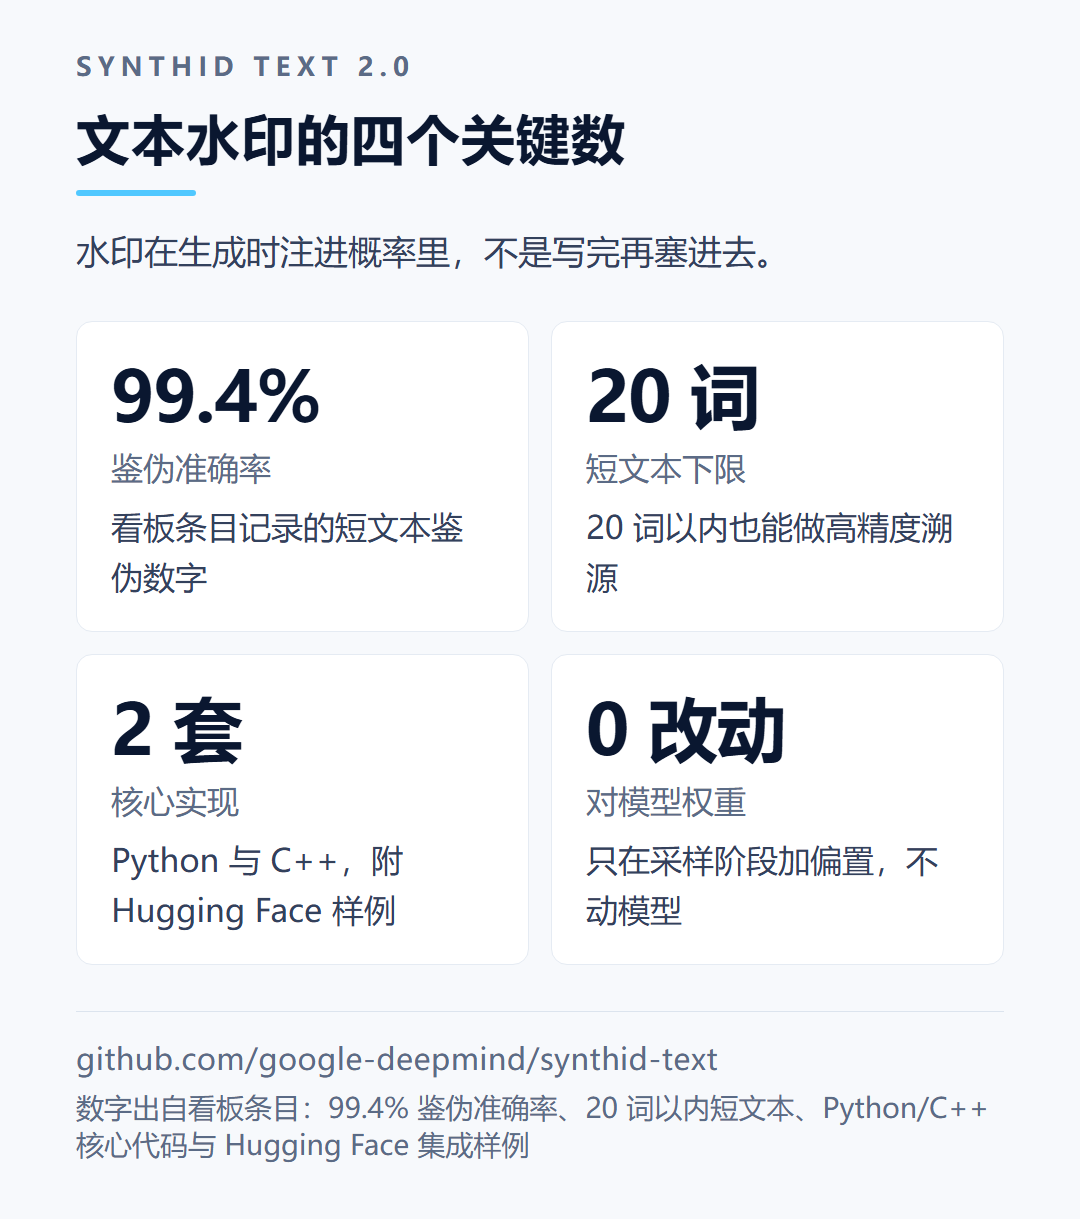 SYNTHID TEXT 2.0
文本水印的四个关键数
水印在生成时注进概率里，不是写完再塞进去。
99.4%
鉴伪准确率
看板条目记录的短文本鉴
伪数字
20 词
短文本下限
20 词以内也能做高精度溯
源
2 套
核心实现
Python 与 C++，附
Hugging Face 样例
0 改动
对模型权重
只在采样阶段加偏置，不
动模型
github.com/google-deepmind/synthid-text
数字出自看板条目：99.4% 鉴伪准确率、20 词以内短文本、Python/C++
核心代码与 Hugging Face 集成样例